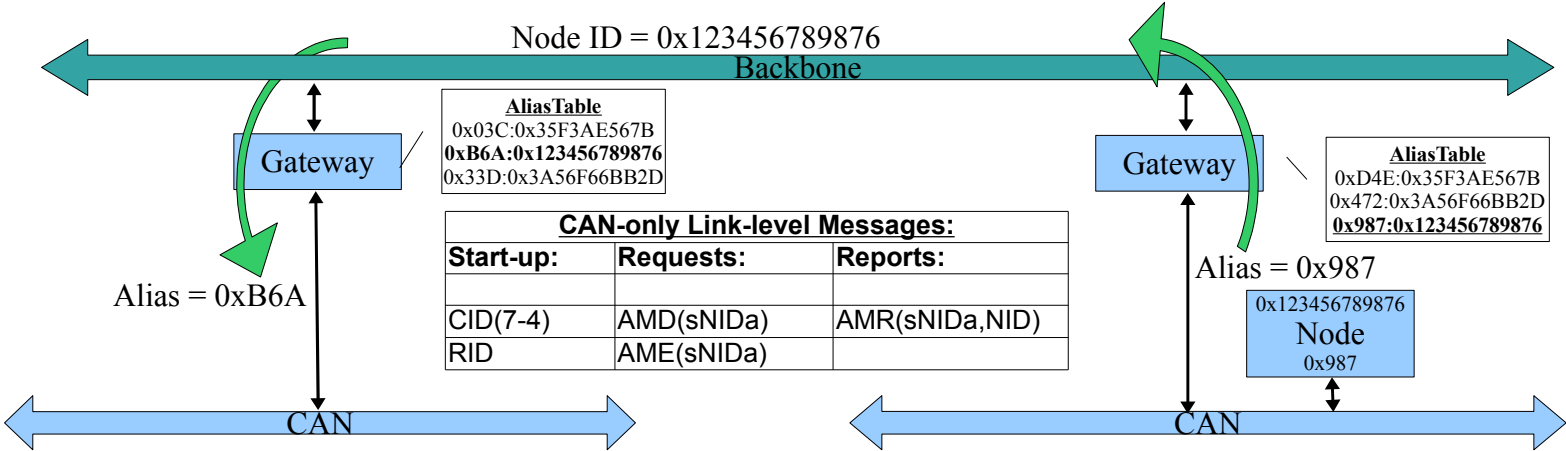 Node ID = 0x123456789876
Backbone
Gateway
AliasTable
0x03C:0x35F3AE567B
0xB6A:0x123456789876
0x33D:0x3A56F66BB2D
Alias = 0xB6A
CAN
CAN-only Link-level Messages:
Start-up: Requests: Reports:
CID(7-4) AMD(sNIDa) AMR(sNIDa,NID)
RID AME(sNIDa)
Gateway
AliasTable
0xD4E:0x35F3AE567B
0x472:0x3A56F66BB2D
0x987:0x123456789876
Alias = 0x987
0x123456789876
Node
0x987
CAN